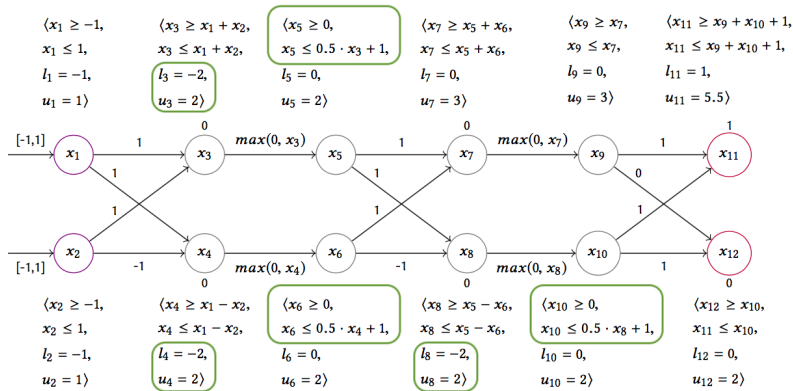 ⟨x₁ ≥ −1,
x₁ ≤ 1,
l₁ = −1,
u₁ = 1⟩
⟨x₃ ≥ x₁ + x₂,
x₃ ≤ x₁ + x₂,
l₃ = −2,
u₃ = 2⟩
⟨x₅ ≥ 0,
x₅ ≤ 0.5 · x₃ + 1,
l₅ = 0,
u₅ = 2⟩
⟨x₇ ≥ x₅ + x₆,
x₇ ≤ x₅ + x₆,
l₇ = 0,
u₇ = 3⟩
⟨x₉ ≥ x₇,
x₉ ≤ x₇,
l₉ = 0,
u₉ = 3⟩
⟨x₁₁ ≥ x₉ + x₁₀ + 1,
x₁₁ ≤ x₉ + x₁₀ + 1,
l₁₁ = 1,
u₁₁ = 5.5⟩
0
0
1
[-1,1]
x₁
1
x₃
max(0, x₃)
x₅
1
x₇
max(0, x₇)
x₉
1
x₁₁
1
1
0
1
1
1
[-1,1]
x₂
-1
x₄
max(0, x₄)
x₆
-1
x₈
max(0, x₈)
x₁₀
1
x₁₂
0
0
0
⟨x₂ ≥ −1,
x₂ ≤ 1,
l₂ = −1,
u₂ = 1⟩
⟨x₄ ≥ x₁ − x₂,
x₄ ≤ x₁ − x₂,
l₄ = −2,
u₄ = 2⟩
⟨x₆ ≥ 0,
x₆ ≤ 0.5 · x₄ + 1,
l₆ = 0,
u₆ = 2⟩
⟨x₈ ≥ x₅ − x₆,
x₈ ≤ x₅ − x₆,
l₈ = −2,
u₈ = 2⟩
⟨x₁₀ ≥ 0,
x₁₀ ≤ 0.5 · x₈ + 1,
l₁₀ = 0,
u₁₀ = 2⟩
⟨x₁₂ ≥ x₁₀,
x₁₁ ≤ x₁₀,
l₁₂ = 0,
u₁₂ = 2⟩